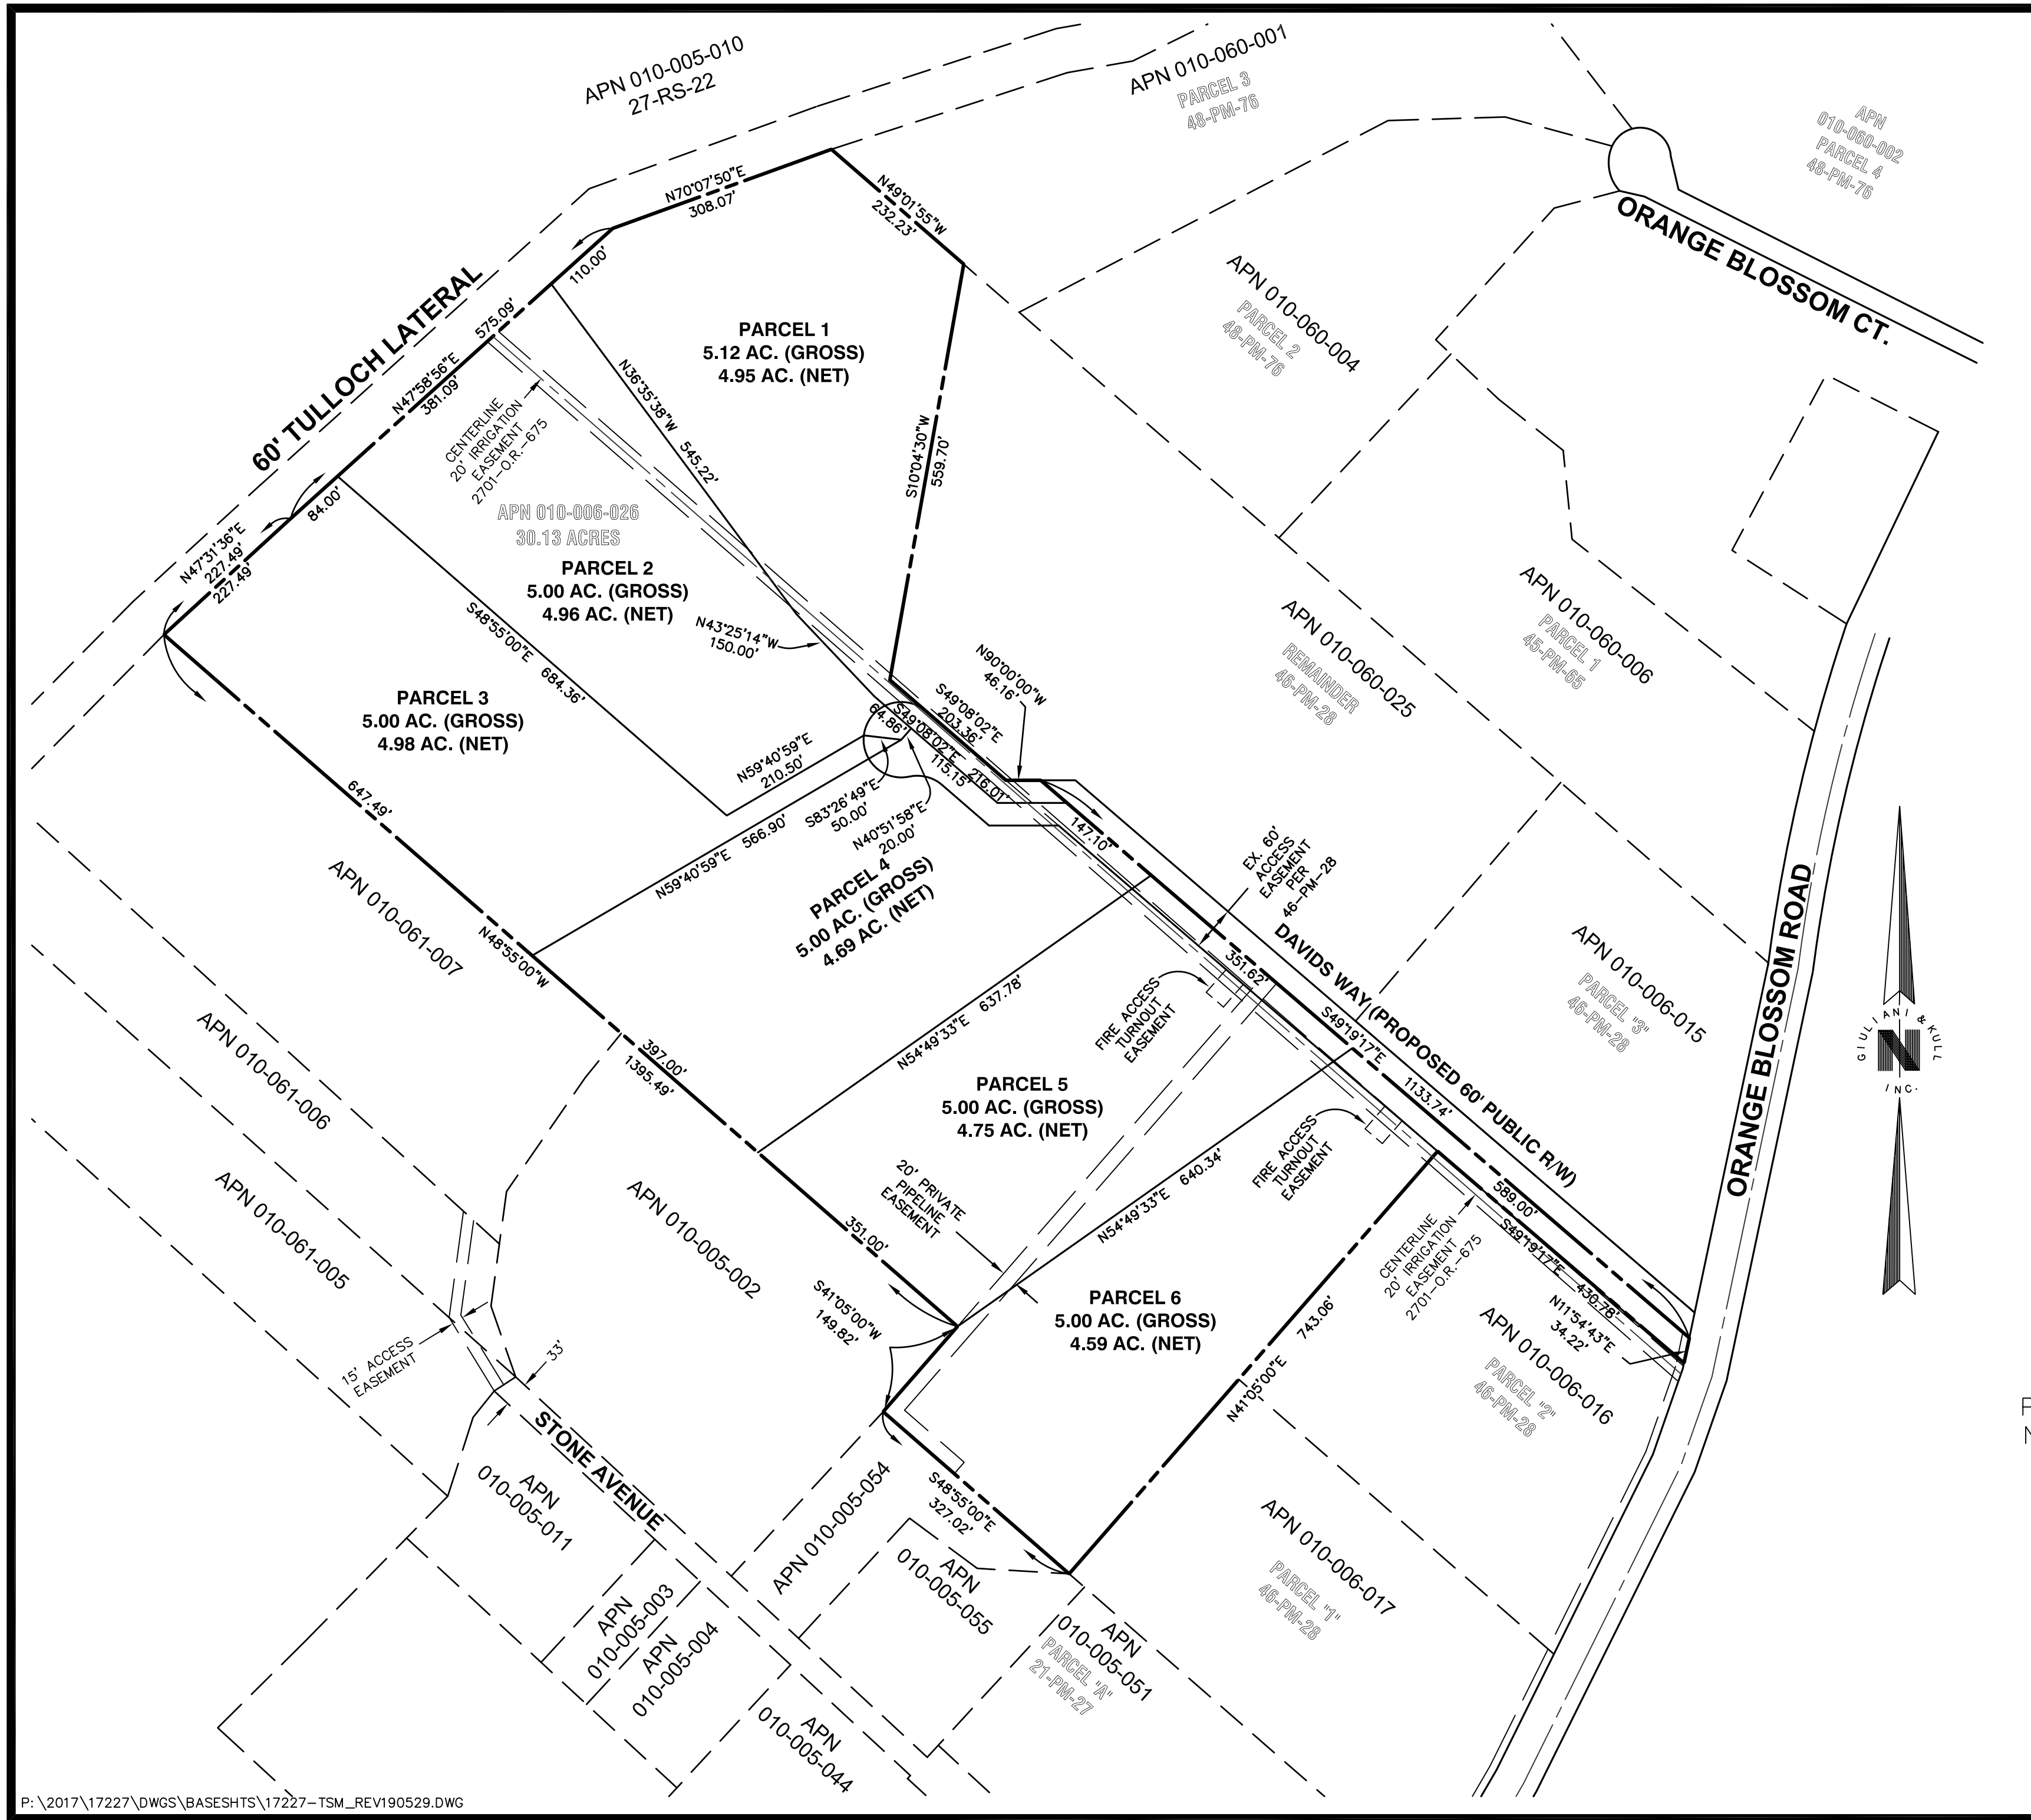 APN 010-005-010
27-RS-22
APN 010-060-001
PARCEL 3
48-PM-76
APN
010-060-002
PARCEL 4
48-PM-76
ORANGE BLOSSOM CT.
N70°07'50"E
308.07'
N49°01'55"W
232.23'
110.00'
60' TULLOCH LATERAL
575.09'
N47°58'56"E
381.09'
PARCEL 1
5.12 AC. (GROSS)
4.95 AC. (NET)
APN 010-060-004
PARCEL 2
48-PM-76
N36°35'38"W 545.22'
S10°04'30"W
559.70'
CENTERLINE
20' IRRIGATION
EASEMENT
2701-O.R.-675
84.00'
APN 010-006-026
30.13 ACRES
PARCEL 2
5.00 AC. (GROSS)
4.96 AC. (NET)
N47°31'36"E
227.49'
227.49'
S48°55'00"E 684.36'
N43°25'14"W
150.00'
APN 010-060-006
PARCEL 1
45-PM-65
APN 010-060-025
REMAINDER
46-PM-28
N90°00'00"W
46.16'
S49°08'02"E
203.36'
PARCEL 3
5.00 AC. (GROSS)
4.98 AC. (NET)
64.86'
S49°08'02"E 216.01'
115.15'
N59°40'59"E
210.50'
647.49'
N59°40'59"E 566.90'
S83°26'49"E
50.00'
N40°51'58"E
20.00'
147.10'
PARCEL 4
5.00 AC. (GROSS)
4.69 AC. (NET)
EX. 60'
ACCESS
EASEMENT
PER
46-PM-28
APN 010-061-007
N48°55'00"W
351.62'
DAVIDS WAY (PROPOSED 60' PUBLIC R/W)
S49°19'17"E 1133.74'
APN 010-006-015
PARCEL "3"
46-PM-28
ORANGE BLOSSOM ROAD
GIULIANI & KULL
INC.
N
FIRE ACCESS
TURNOUT
EASEMENT
N54°49'33"E 637.78'
397.00'
1395.49'
APN 010-061-006
PARCEL 5
5.00 AC. (GROSS)
4.75 AC. (NET)
FIRE ACCESS
TURNOUT
EASEMENT
589.00'
S49°19'17"E 430.78'
APN 010-061-005
APN 010-005-002
20' PRIVATE
PIPELINE
EASEMENT
N54°49'33"E 640.34'
351.00'
CENTERLINE
20' IRRIGATION
EASEMENT
2701-O.R.-675
N11°54'43"E
34.22'
S41°05'00"W
149.82'
PARCEL 6
5.00 AC. (GROSS)
4.59 AC. (NET)
743.06'
N41°05'00"E
APN 010-006-016
PARCEL "2"
46-PM-28
15' ACCESS
EASEMENT
33'
STONE AVENUE
APN
010-005-011
APN 010-005-054
S48°55'00"E
327.02'
APN
010-005-055
APN 010-006-017
PARCEL "1"
46-PM-28
APN
010-005-003
APN
010-005-004
APN
010-005-051
PARCEL "A"
21-PM-27
APN
010-005-044
P:\2017\17227\DWGS\BASESHTS\17227-TSM_REV190529.DWG